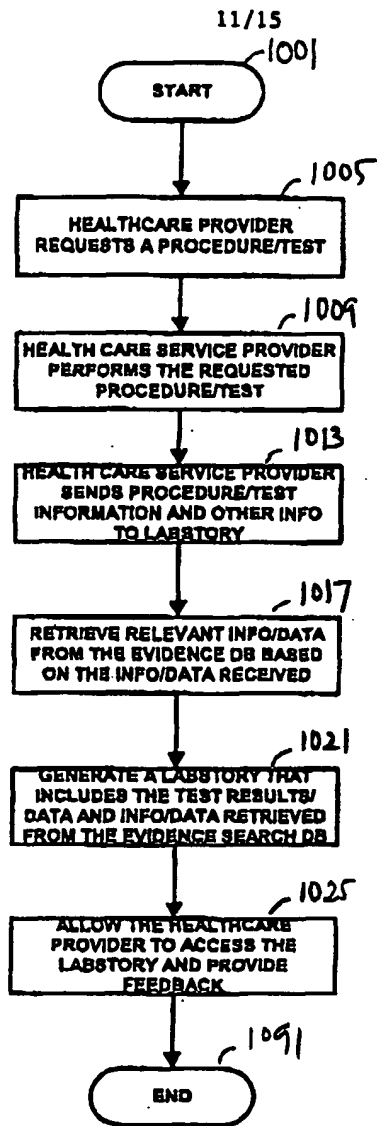 11/15
1001
START
1005
HEALTHCARE PROVIDER
REQUESTS A PROCEDURE/TEST
1009
HEALTH CARE SERVICE PROVIDER
PERFORMS THE REQUESTED
PROCEDURE/TEST
1013
HEALTH CARE SERVICE PROVIDER
SENDS PROCEDURE/TEST
INFORMATION AND OTHER INFO
TO LABSTORY
1017
RETRIEVE RELEVANT INFO/DATA
FROM THE EVIDENCE DB BASED
ON THE INFO/DATA RECEIVED
1021
GENERATE A LABSTORY THAT
INCLUDES THE TEST RESULTS/
DATA AND INFO/DATA RETRIEVED
FROM THE EVIDENCE SEARCH DB
1025
ALLOW THE HEALTHCARE
PROVIDER TO ACCESS THE
LABSTORY AND PROVIDE
FEEDBACK
1091
END